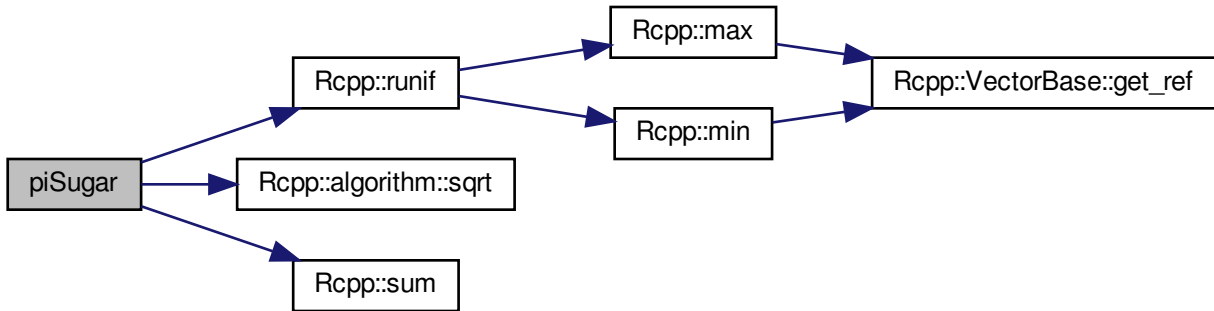 piSugar
Rcpp::runif
Rcpp::algorithm::sqrt
Rcpp::sum
Rcpp::max
Rcpp::min
Rcpp::VectorBase::get_ref